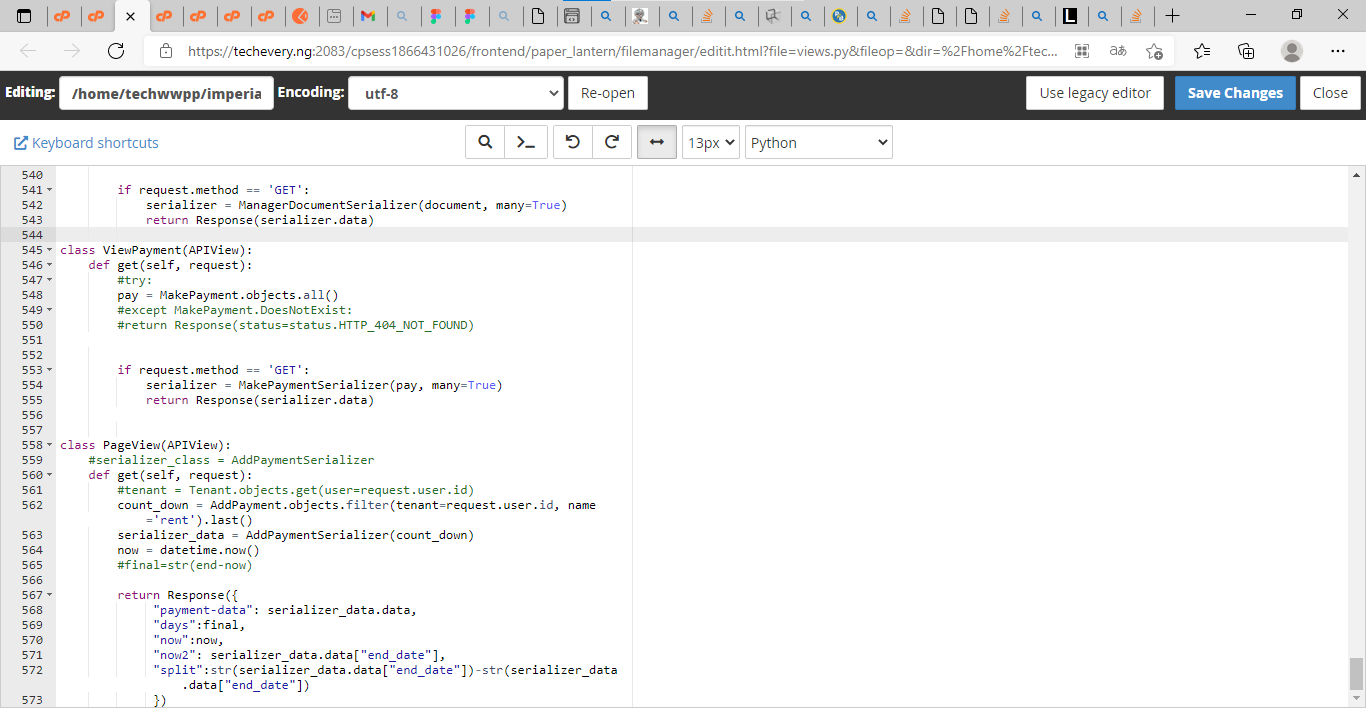 https://techevery.ng:2083/cpsess1866431026/frontend/paper_lantern/filemanager/editit.html?file=views.py&fileop=&dir=%2Fhome%2Ftec...
Editing: /home/techwwpp/imperia Encoding: utf-8 Re-open Use legacy editor Save Changes Close
Keyboard shortcuts 13px Python
540
541 if request.method == 'GET':
542 serializer = ManagerDocumentSerializer(document, many=True)
543 return Response(serializer.data)
544
545 class ViewPayment(APIView):
546 def get(self, request):
547 #try:
548 pay = MakePayment.objects.all()
549 #except MakePayment.DoesNotExist:
550 #return Response(status=status.HTTP_404_NOT_FOUND)
551
552
553 if request.method == 'GET':
554 serializer = MakePaymentSerializer(pay, many=True)
555 return Response(serializer.data)
556
557
558 class PageView(APIView):
559 #serializer_class = AddPaymentSerializer
560 def get(self, request):
561 #tenant = Tenant.objects.get(user=request.user.id)
562 count_down = AddPayment.objects.filter(tenant=request.user.id, name
='rent').last()
563 serializer_data = AddPaymentSerializer(count_down)
564 now = datetime.now()
565 #final=str(end-now)
566
567 return Response({
568 "payment-data": serializer_data.data,
569 "days":final,
570 "now":now,
571 "now2": serializer_data.data["end_date"],
572 "split":str(serializer_data.data["end_date"])-str(serializer_data
.data["end_date"])
573 })